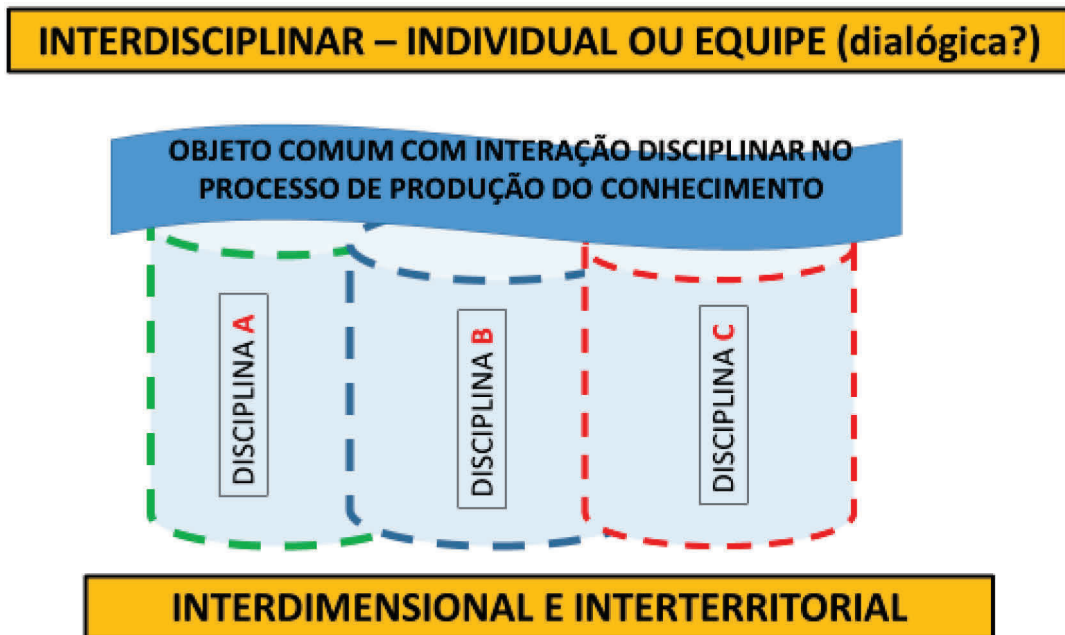 INTERDISCIPLINAR – INDIVIDUAL OU EQUIPE (dialógica?)
OBJETO COMUM COM INTERAÇÃO DISCIPLINAR NO
PROCESSO DE PRODUÇÃO DO CONHECIMENTO
DISCIPLINA A
DISCIPLINA B
DISCIPLINA C
INTERDIMENSIONAL E INTERTERRITORIAL